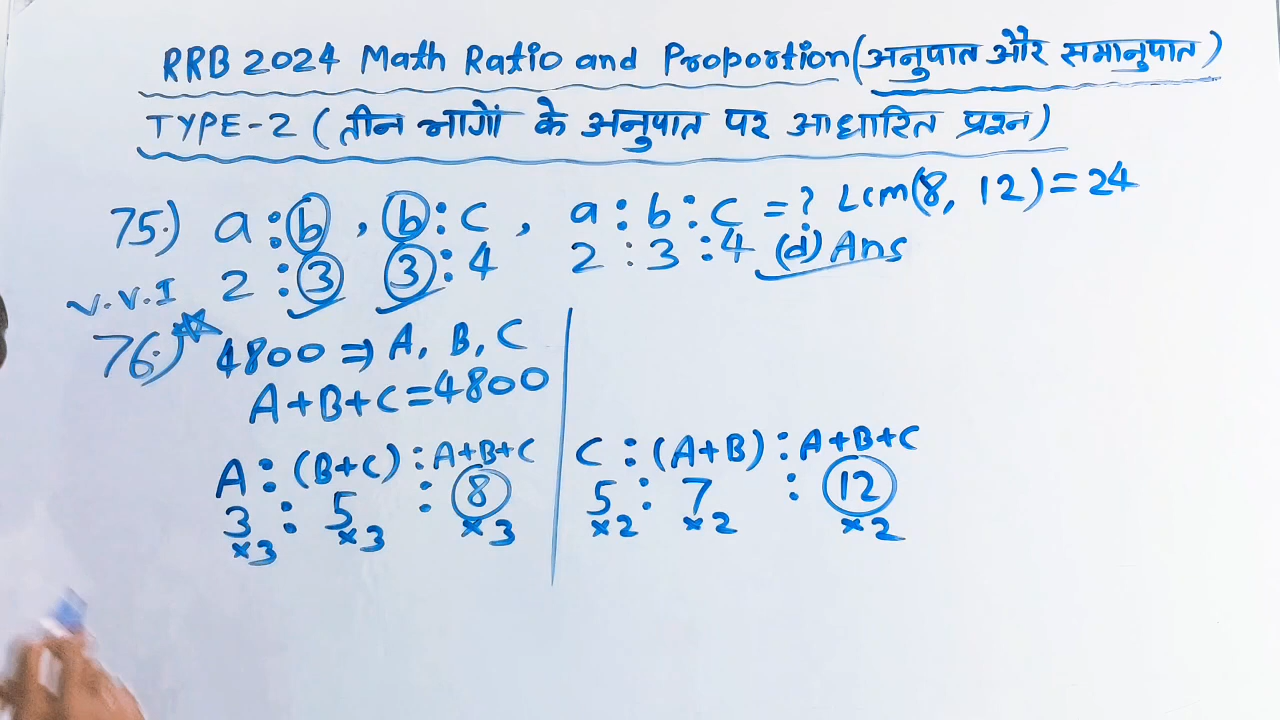 RRB 2024 Math Ratio and Proportion (अनुपात और समानुपात)
TYPE-2 (तीन भागों के अनुपात पर आधारित प्रश्न)
75.) a : b , b : c , a : b : c = ? Lcm(8, 12) = 24
2 : 3 3 : 4 2 : 3 : 4 (d) Ans
V.V.I
76.) 4800 ⇒ A, B, C
A+B+C=4800
A : (B+C) : A+B+C
3 : 5 : 8
×3 ×3 ×3
C : (A+B) : A+B+C
5 : 7 : 12
×2 ×2 ×2